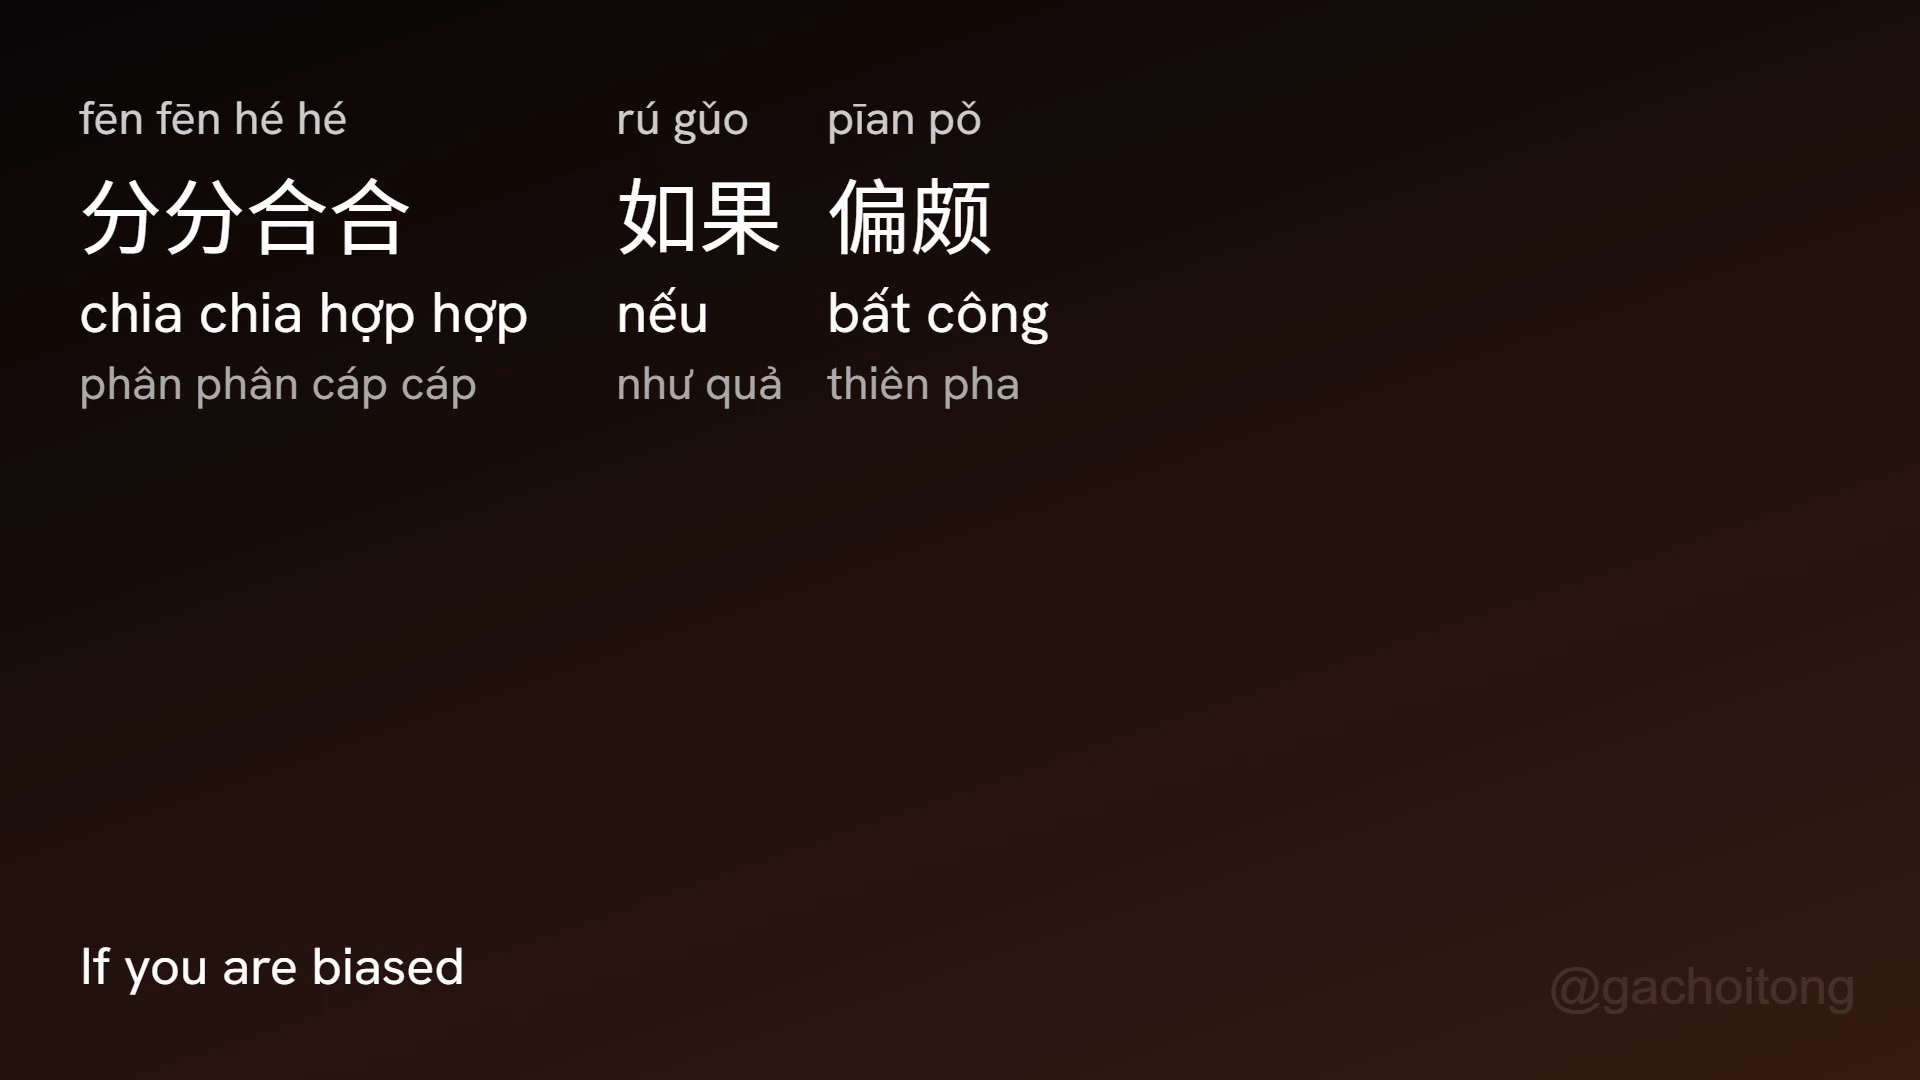 fēn fēn hé hé rú gǔo pīan pǒ
分分合合 如果 偏颇
chia chia hợp hợp nếu bất công
phân phân cáp cáp như quả thiên pha
If you are biased
@gachoitong